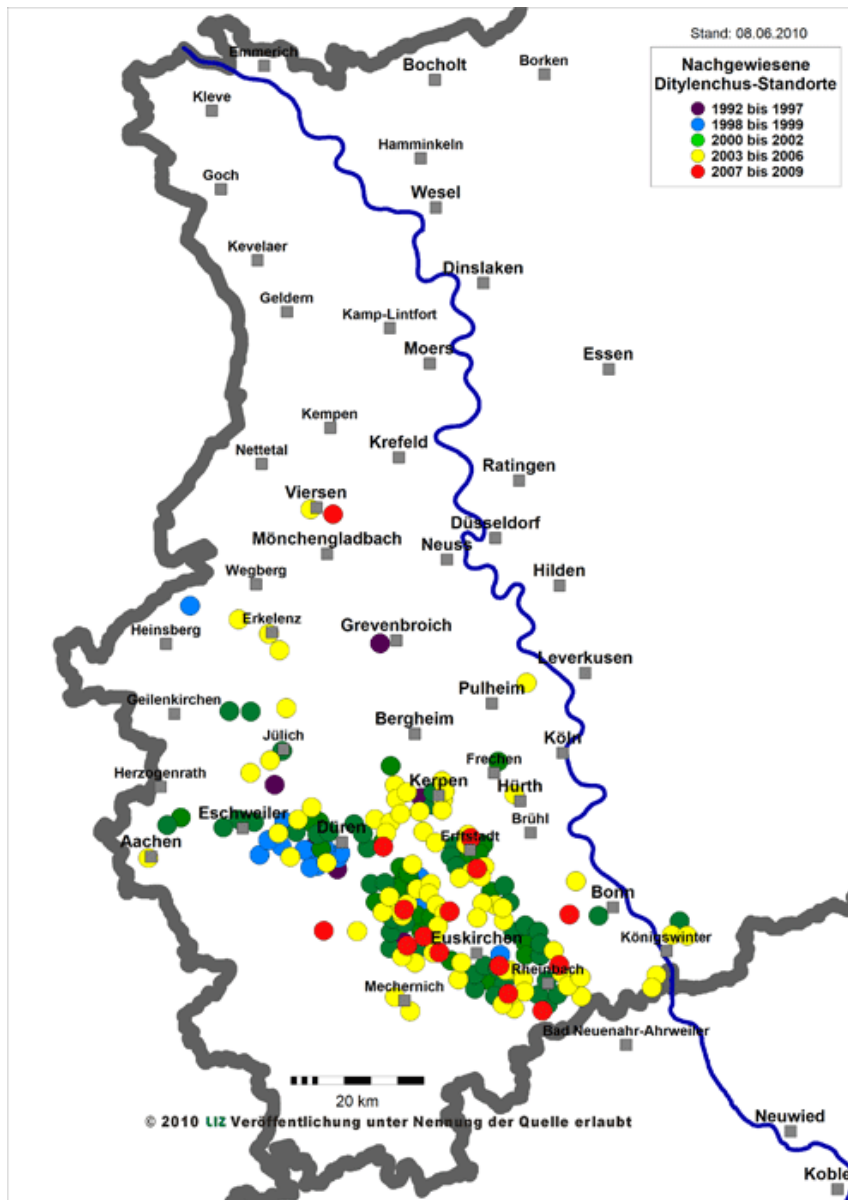 Stand: 08.06.2010
Nachgewiesene
Ditylenchus-Standorte
1992 bis 1997
1998 bis 1999
2000 bis 2002
2003 bis 2006
2007 bis 2009
Emmerich
Bocholt
Borken
Kleve
Hamminkeln
Goch
Wesel
Kevelaer
Dinslaken
Geldern
Kamp-Lintfort
Moers
Essen
Kempen
Krefeld
Nettetal
Ratingen
Viersen
Düsseldorf
Mönchengladbach
Neuss
Wegberg
Hilden
Erkelenz
Heinsberg
Grevenbroich
Leverkusen
Geilenkirchen
Pulheim
Bergheim
Jülich
Köln
Frechen
Herzogenrath
Kerpen
Hürth
Eschweiler
Düren
Brühl
Aachen
Erftstadt
Bonn
Euskirchen
Königswinter
Rheinbach
Mechernich
Bad Neuenahr-Ahrweiler
20 km
© 2010 LIZ Veröffentlichung unter Nennung der Quelle erlaubt
Neuwied
Koble